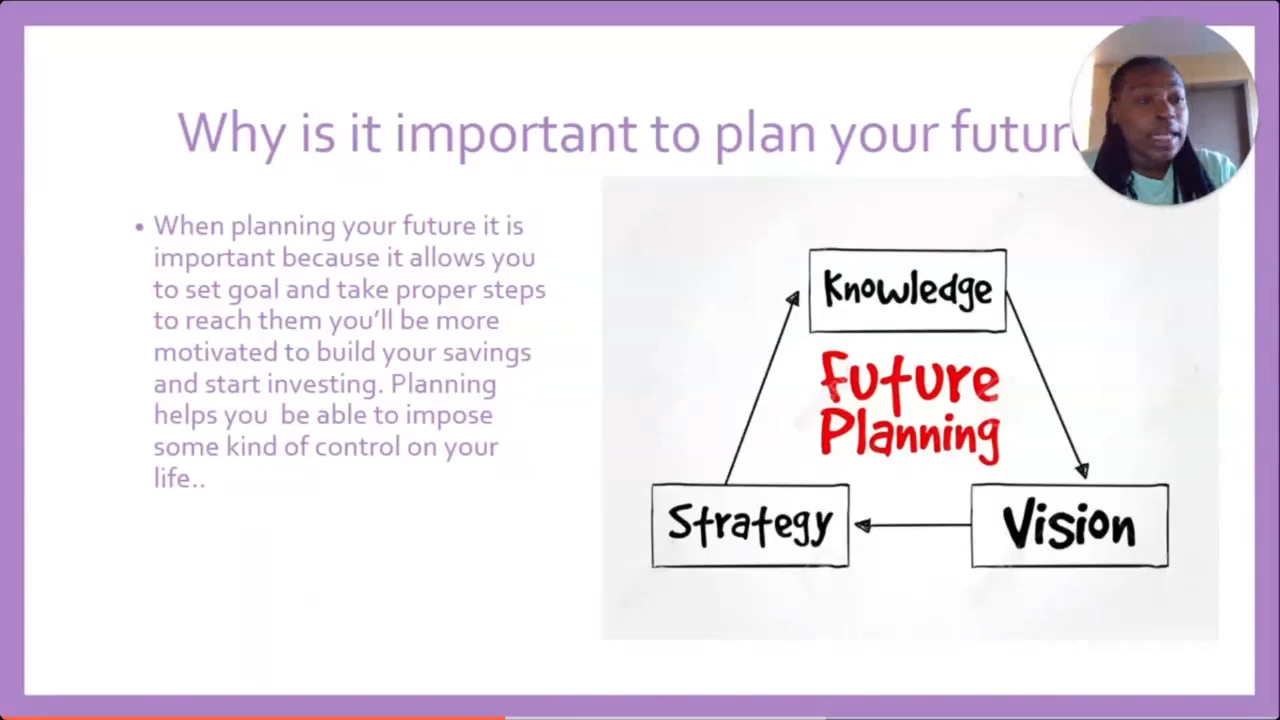 Why is it important to plan your futur
• When planning your future it is
important because it allows you
to set goal and take proper steps
to reach them you’ll be more
motivated to build your savings
and start investing. Planning
helps you  be able to impose
some kind of control on your
life..
Knowledge
Future
Planning
Strategy
Vision